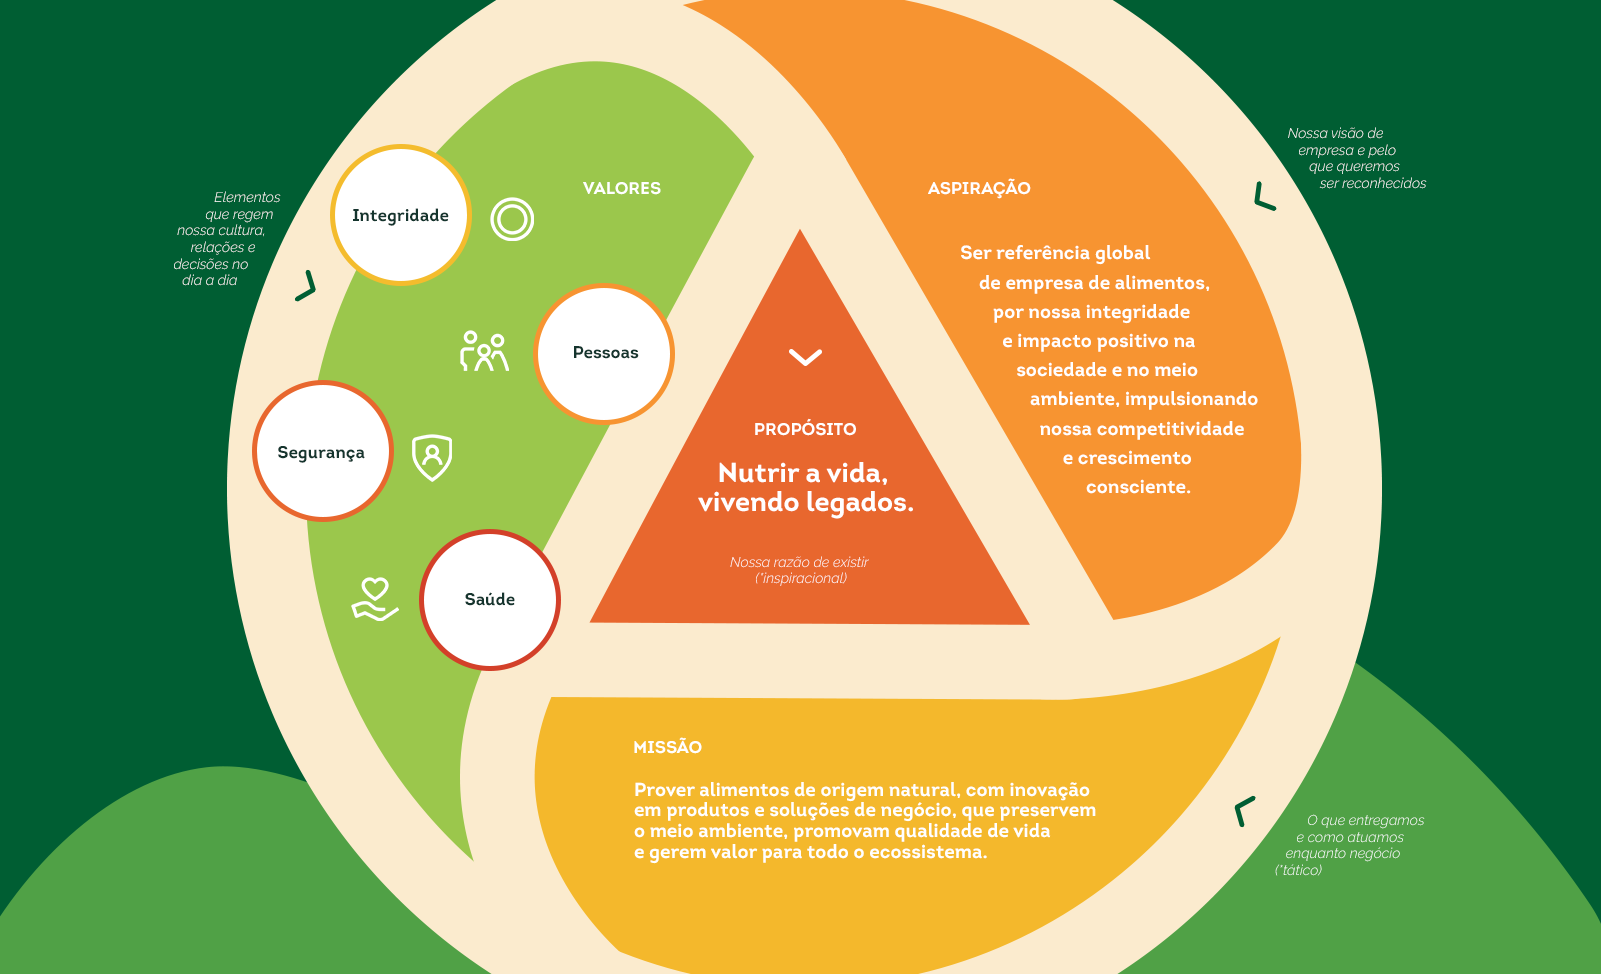 Elementos
que regem
nossa cultura,
relações e
decisões no
dia a dia
VALORES
Integridade
Pessoas
Segurança
Saúde
PROPÓSITO
Nutrir a vida,
vivendo legados.
Nossa razão de existir
(*inspiracional)
ASPIRAÇÃO
Ser referência global
de empresa de alimentos,
por nossa integridade
e impacto positivo na
sociedade e no meio
ambiente, impulsionando
nossa competitividade
e crescimento
consciente.
Nossa visão de
empresa e pelo
que queremos
ser reconhecidos
MISSÃO
Prover alimentos de origem natural, com inovação
em produtos e soluções de negócio, que preservem
o meio ambiente, promovam qualidade de vida
e gerem valor para todo o ecossistema.
O que entregamos
e como atuamos
enquanto negócio
(*tático)